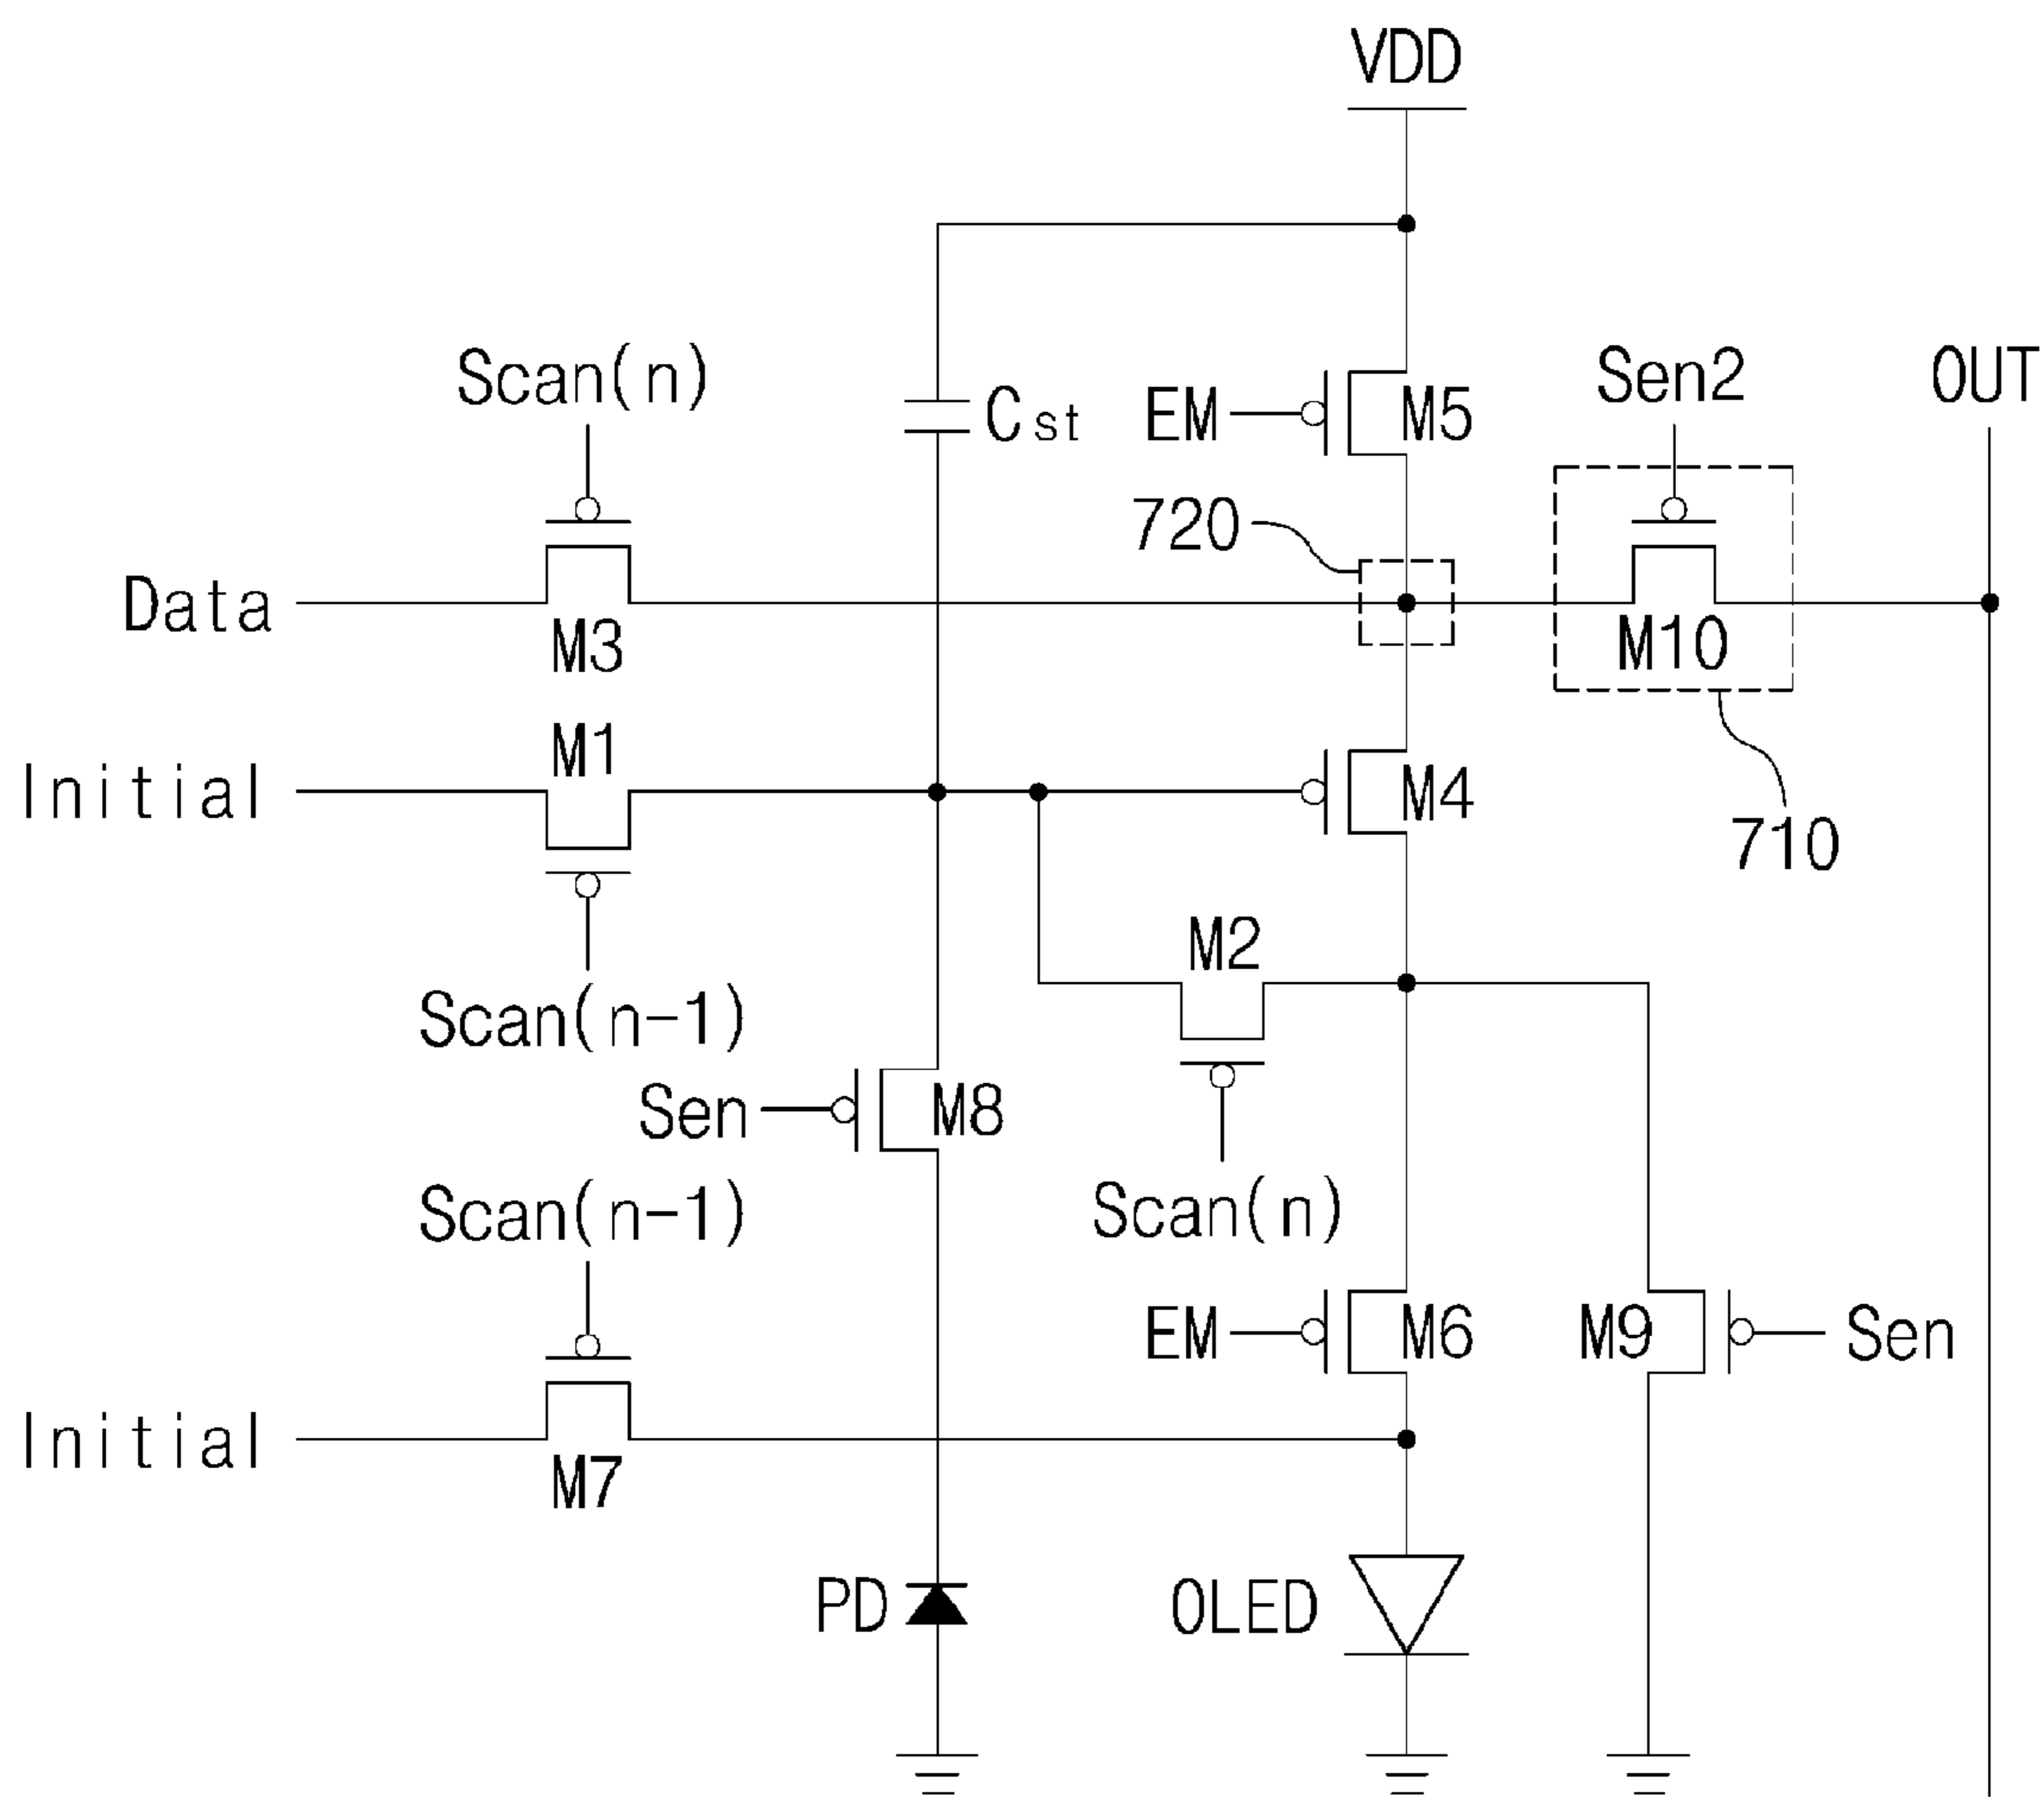 VDD
Scan(n)
Cst
EM
M5
Sen2
OUT
720
Data
M3
M10
M1
Initial
M4
710
M2
Scan(n-1)
Sen
M8
Scan(n-1)
Scan(n)
EM
M6
M9
Sen
Initial
M7
PD
OLED